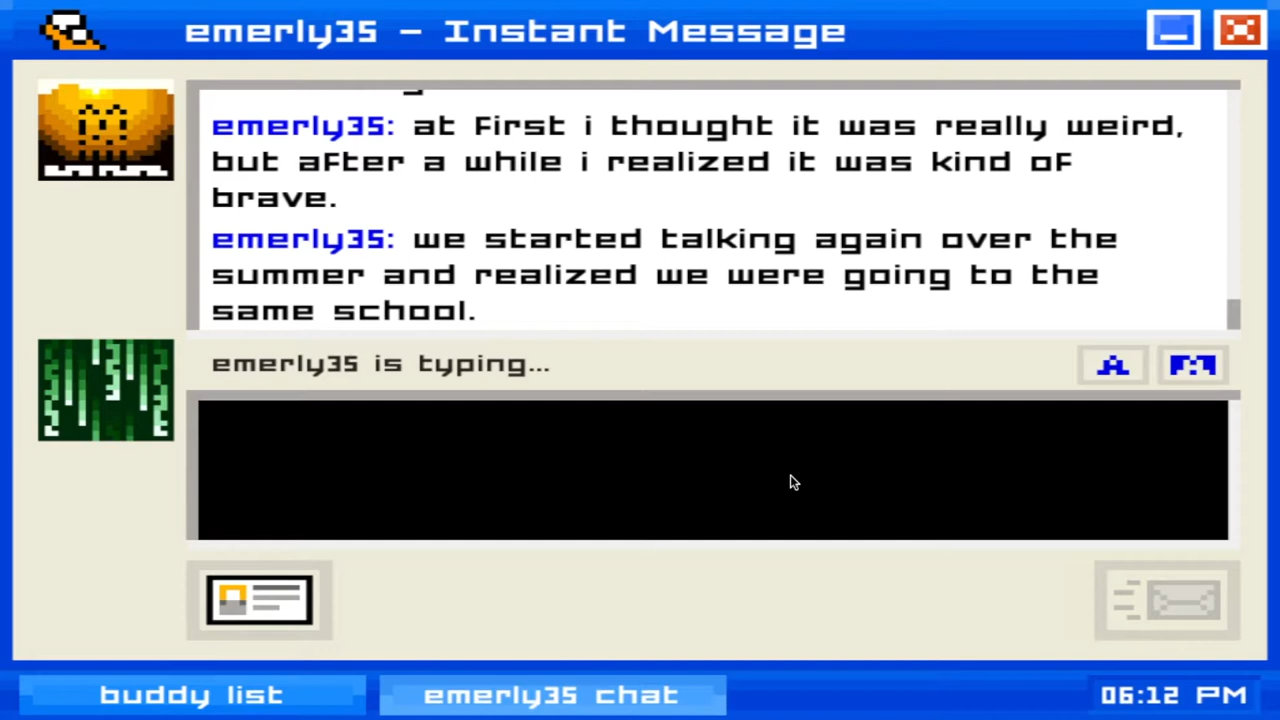 emerly35 - Instant Message
emerly35: at first i thought it was really weird,
but after a while i realized it was kind of
brave.
emerly35: we started talking again over the
summer and realized we were going to the
same school.
emerly35 is typing...
buddy list
emerly35 chat
06:12 PM